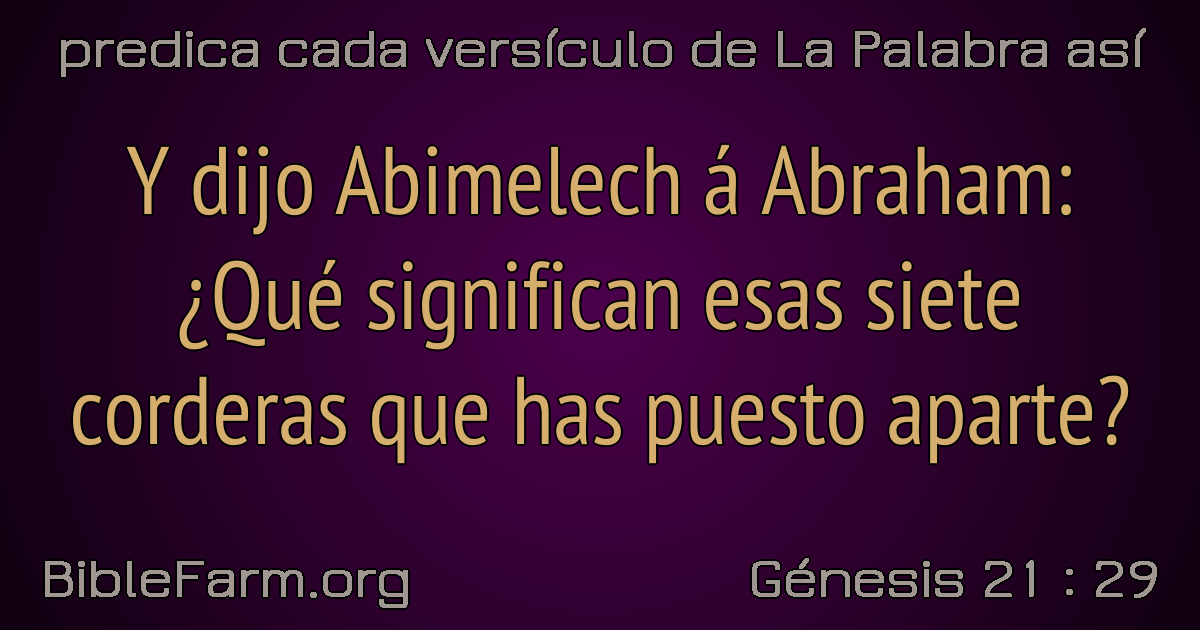 predica cada versículo de La Palabra así
Y dijo Abimelech á Abraham:
¿Qué significan esas siete
corderas que has puesto aparte?
BibleFarm.org
Génesis 21 : 29